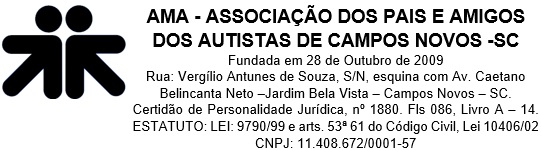 AMA - ASSOCIAÇÃO DOS PAIS E AMIGOS
DOS AUTISTAS DE CAMPOS NOVOS -SC
Fundada em 28 de Outubro de 2009
Rua: Vergílio Antunes de Souza, S/N, esquina com Av. Caetano
Belincanta Neto –Jardim Bela Vista – Campos Novos – SC.
Certidão de Personalidade Jurídica, nº 1880. Fls 086, Livro A – 14.
ESTATUTO: LEI: 9790/99 e arts. 53ª 61 do Código Civil, Lei 10406/02
CNPJ: 11.408.672/0001-57